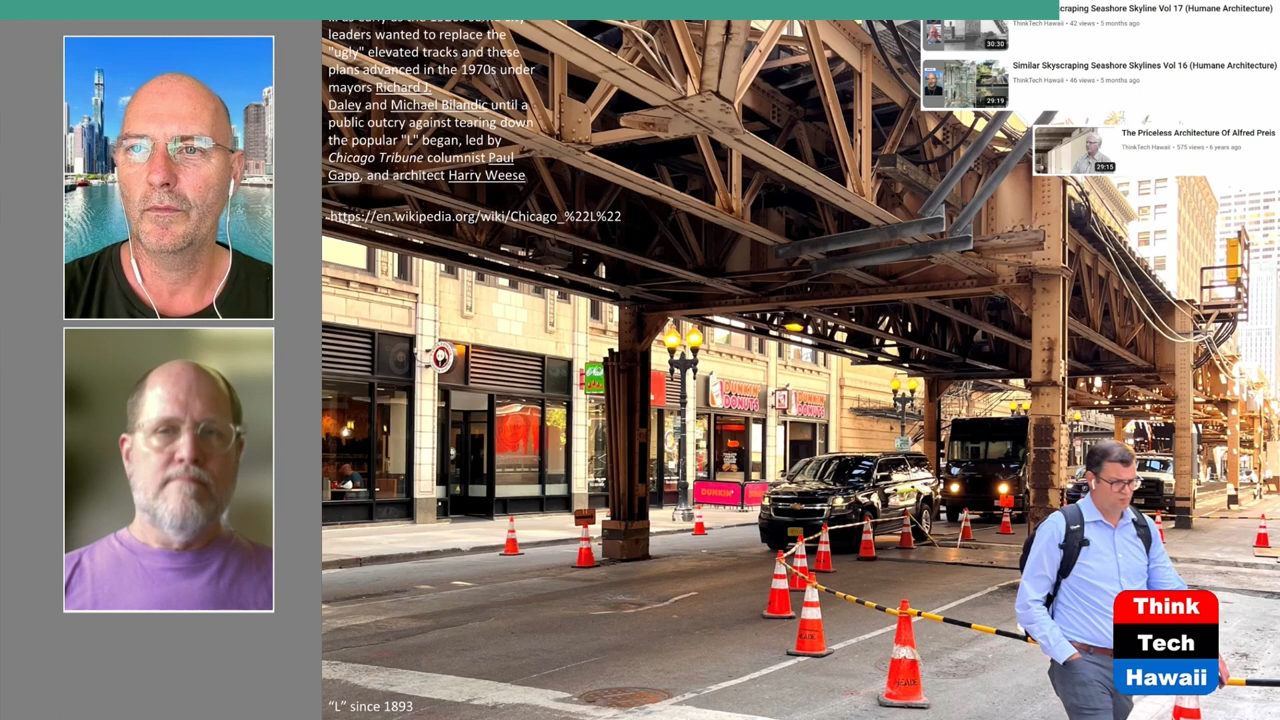 leaders wanted to replace the
"ugly" elevated tracks and these
plans advanced in the 1970s under
mayors Richard J.
Daley and Michael Bilandic until a
public outcry against tearing down
the popular "L" began, led by
Chicago Tribune columnist Paul
Gapp, and architect Harry Weese
-https://en.wikipedia.org/wiki/Chicago_%22L%22
craping Seashore Skyline Vol 17 (Humane Architecture)
ThinkTech Hawaii • 42 views • 5 months ago
30:30
Similar Skyscraping Seashore Skylines Vol 16 (Humane Architecture)
ThinkTech Hawaii • 46 views • 5 months ago
29:19
The Priceless Architecture Of Alfred Preis
ThinkTech Hawaii • 575 views • 6 years ago
29:15
DUNKIN'
DONUTS
DUNKIN'
DONUTS
DUNKIN'
Think
Tech
Hawaii
"L" since 1893